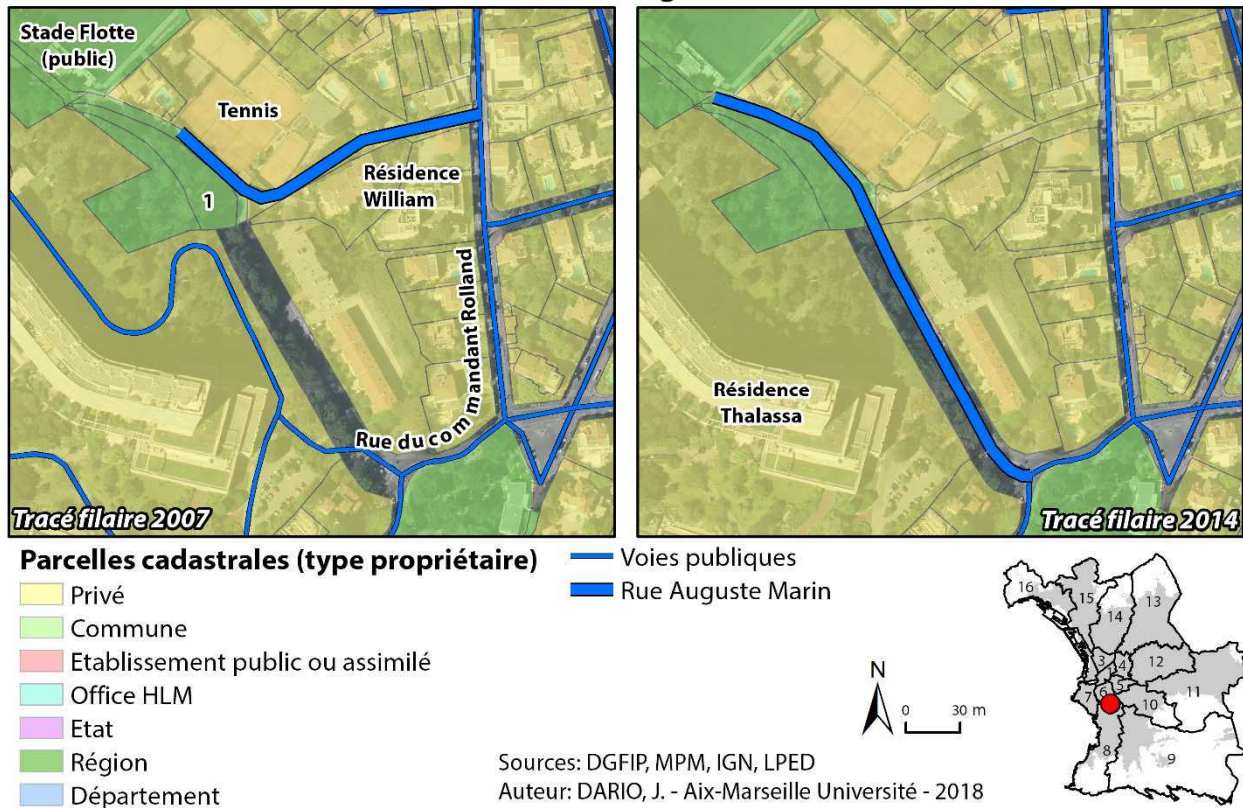 Stade Flotte
(public)
Tennis
Résidence
William
1
Rue du commandant Rolland
Tracé filaire 2007
Résidence
Thalassa
Tracé filaire 2014
Parcelles cadastrales (type propriétaire)
Privé
Commune
Etablissement public ou assimilé
Office HLM
Etat
Région
Département
Voies publiques
Rue Auguste Marin
N
0 30 m
Sources: DGFIP, MPM, IGN, LPED
Auteur: DARIO, J. - Aix-Marseille Université - 2018
16
15
13
14
3
1
4
12
5
11
7
6
10
8
9